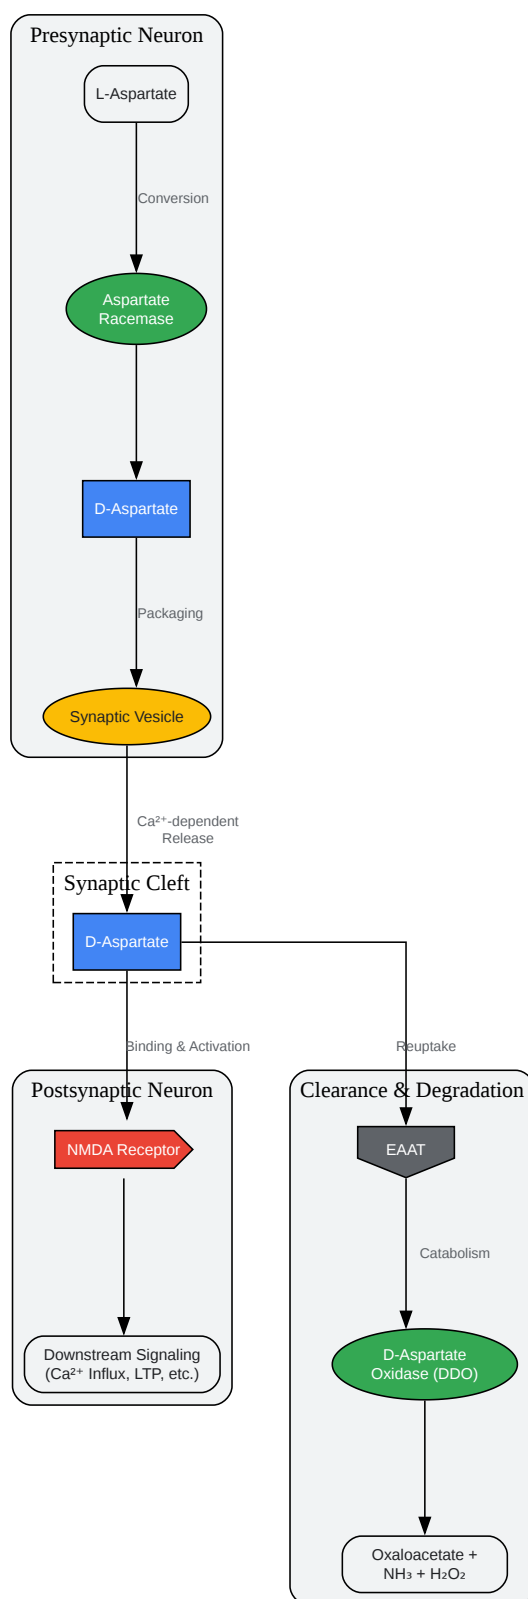 Presynaptic Neuron
L-Aspartate
Conversion
Aspartate
Racemase
D-Aspartate
Packaging
Synaptic Vesicle
Ca²⁺-dependent
Release
Synaptic Cleft
D-Aspartate
Binding & Activation
Reuptake
Postsynaptic Neuron
Clearance & Degradation
NMDA Receptor
EAAT
Catabolism
Downstream Signaling
(Ca²⁺ Influx, LTP, etc.)
D-Aspartate
Oxidase (DDO)
Oxaloacetate +
NH₃ + H₂O₂